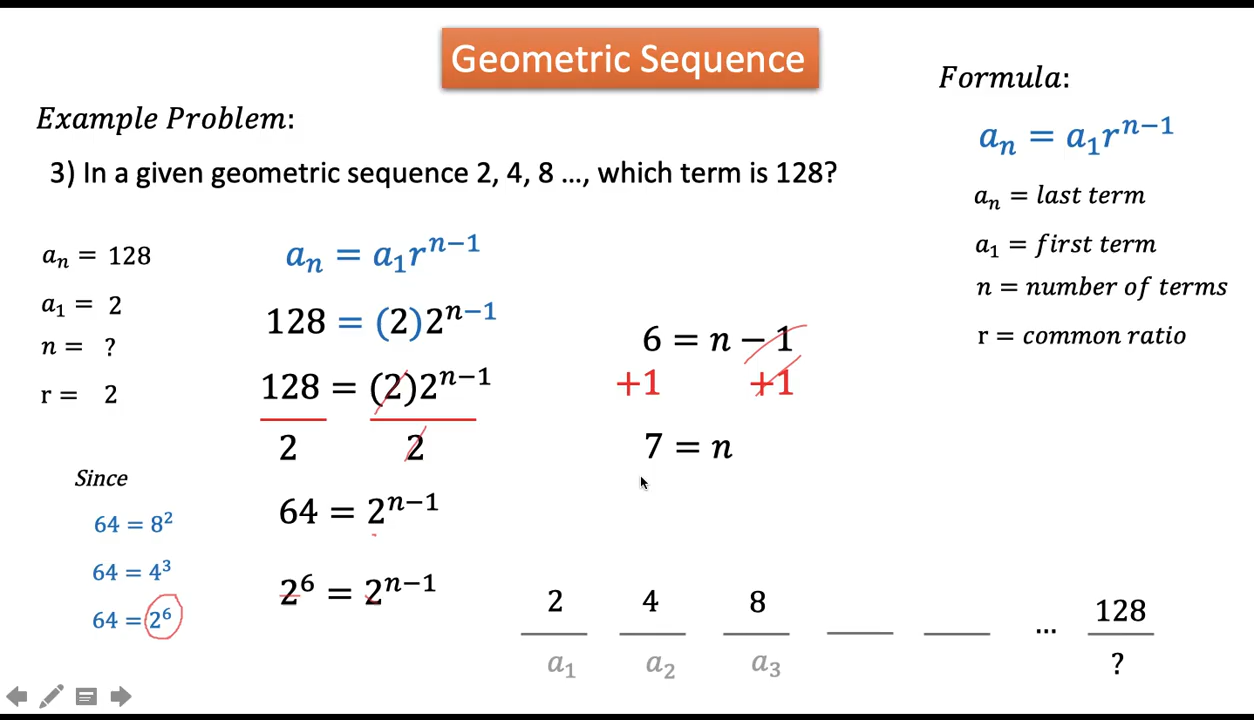 Geometric Sequence
Example Problem:
3) In a given geometric sequence 2, 4, 8 …, which term is 128?
aₙ = 128
a₁ = 2
n = ?
r = 2
Since
64 = 8²
64 = 4³
64 = 2⁶
aₙ = a₁rⁿ⁻¹
128 = (2)2ⁿ⁻¹
128 = (2)2ⁿ⁻¹
2 2
64 = 2ⁿ⁻¹
2⁶ = 2ⁿ⁻¹
6 = n − 1
+1 +1
7 = n
Formula:
aₙ = a₁rⁿ⁻¹
aₙ = last term
a₁ = first term
n = number of terms
r = common ratio
2 4 8 … 128
a₁ a₂ a₃ ?